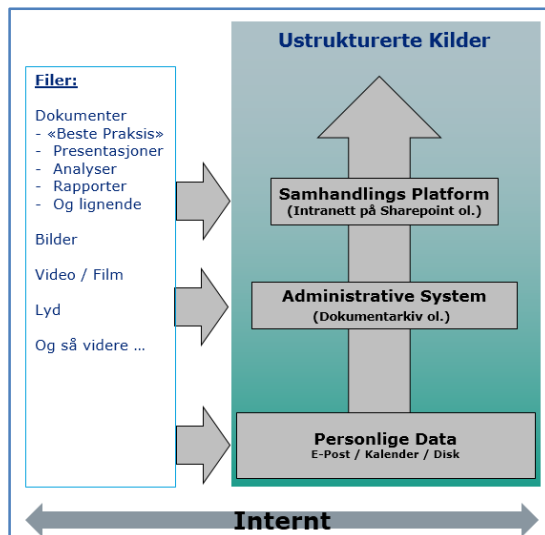 Filer:
Dokumenter
- «Beste Praksis»
- Presentasjoner
- Analyser
- Rapporter
- Og lignende
Bilder
Video / Film
Lyd
Og så videre ...
Ustrukturerte Kilder
Samhandlings Platform
(Intranett på Sharepoint ol.)
Administrative System
(Dokumentarkiv ol.)
Personlige Data
E-Post / Kalender / Disk
Internt